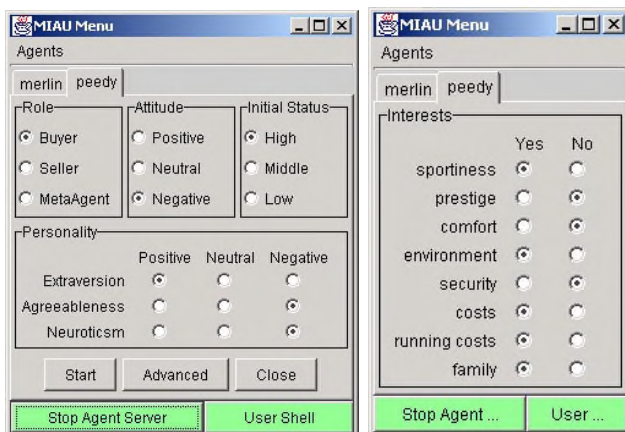 MIAU Menu
Agents
merlin peedy
Role Attitude Initial Status
Buyer Positive High
Seller Neutral Middle
MetaAgent Negative Low
Personality
Positive Neutral Negative
Extraversion
Agreeableness
Neuroticsm
Start Advanced Close
Stop Agent Server User Shell
MIAU Menu
Agents
merlin peedy
Interests
Yes No
sportiness
prestige
comfort
environment
security
costs
running costs
family
Stop Agent ... User ...